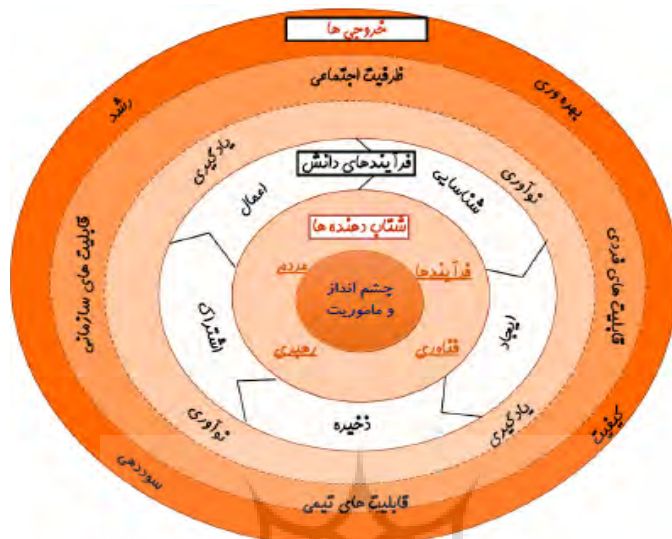 خروجی ها
ظرفیت اجتماعی
بهره وری
رشد
یادگیری
نوآوری
فرآیندهای دانش
اعمال
شناسایی
شتاب دهنده ها
مردم
فرآیندها
قابلیت های سازمانی
قابلیت های فردی
چشم انداز
و ماموریت
اشتراک
ایجاد
رهبری
فناوری
ذخیره
نوآوری
یادگیری
کیفیت
سوددهی
قابلیت های تیمی